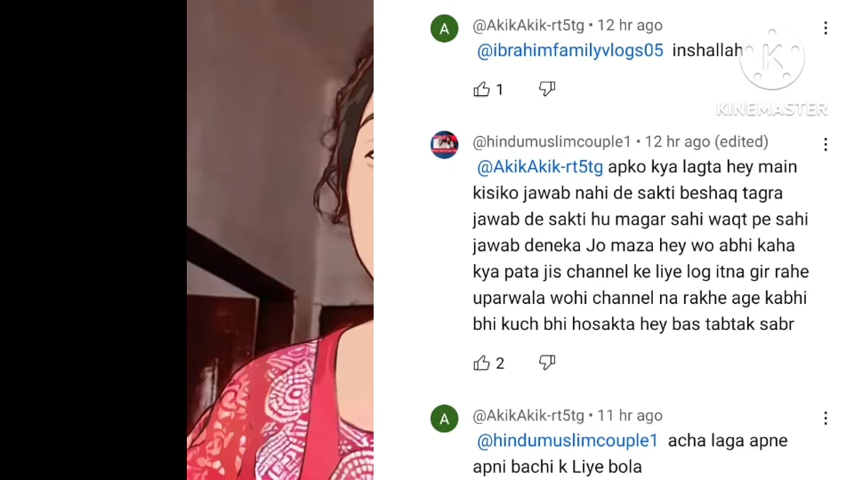 @AkikAkik-rt5tg • 12 hr ago
@ibrahimfamilyvlogs05 inshallah
1
K
KINEMASTER
@hindumuslimcouple1 • 12 hr ago (edited)
@AkikAkik-rt5tg apko kya lagta hey main
kisiko jawab nahi de sakti beshaq tagra
jawab de sakti hu magar sahi waqt pe sahi
jawab deneka Jo maza hey wo abhi kaha
kya pata jis channel ke liye log itna gir rahe
uparwala wohi channel na rakhe age kabhi
bhi kuch bhi hosakta hey bas tabtak sabr
2
A
@AkikAkik-rt5tg • 11 hr ago
@hindumuslimcouple1 acha laga apne
apni bachi k Liye bola